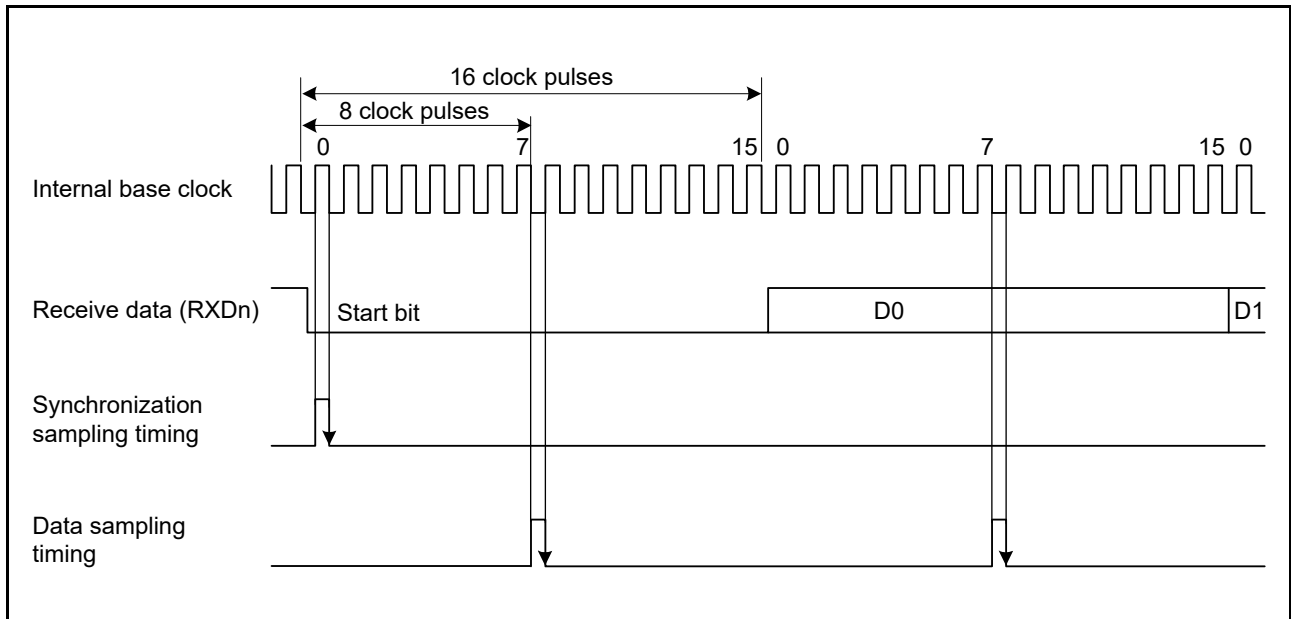 16 clock pulses
8 clock pulses
0 7 15 0 7 15 0
Internal base clock
Receive data (RXDn) Start bit D0 D1
Synchronization
sampling timing
Data sampling
timing